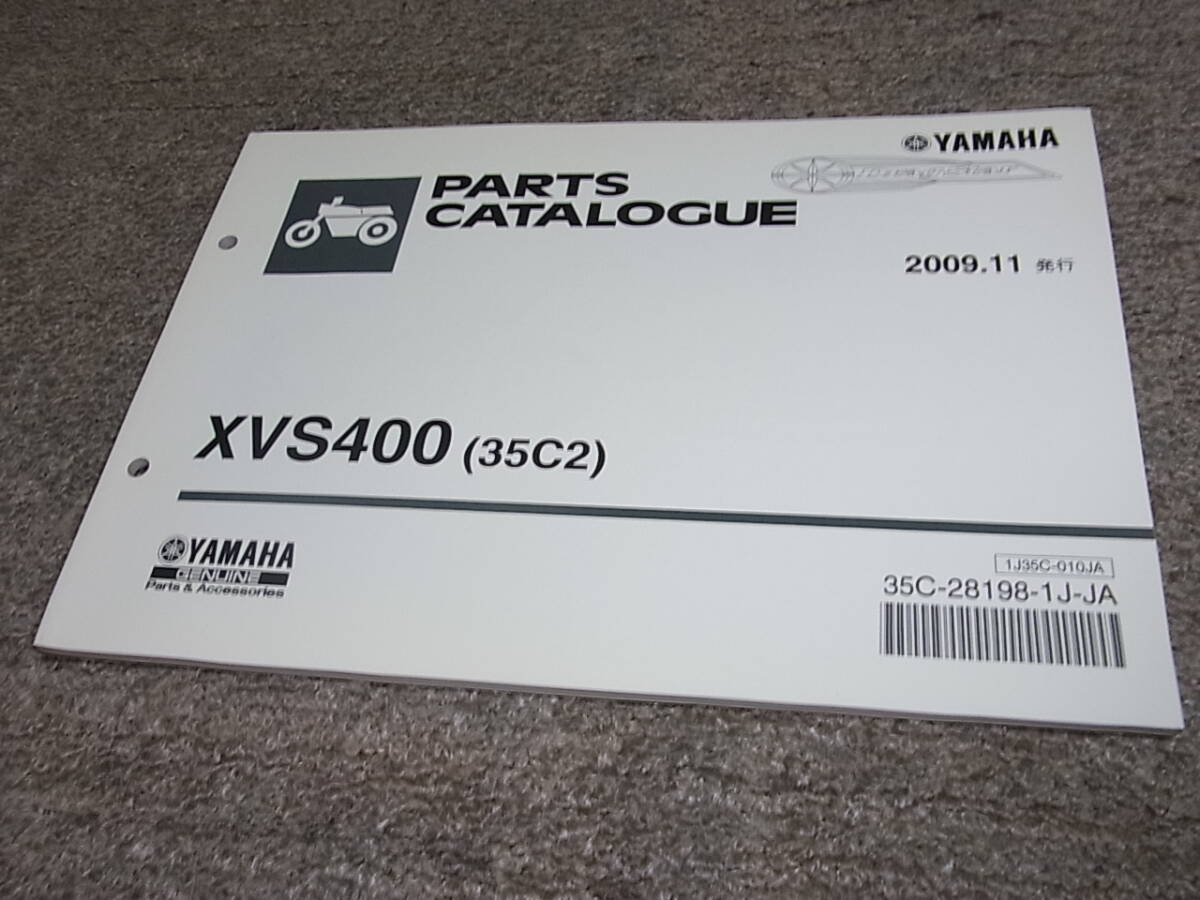 YAMAHA
DragStar
PARTS
CATALOGUE
2009.11 発行
XVS400 (35C2)
YAMAHA
GENUINE
Parts & Accessories
1J35C-010JA
35C-28198-1J-JA